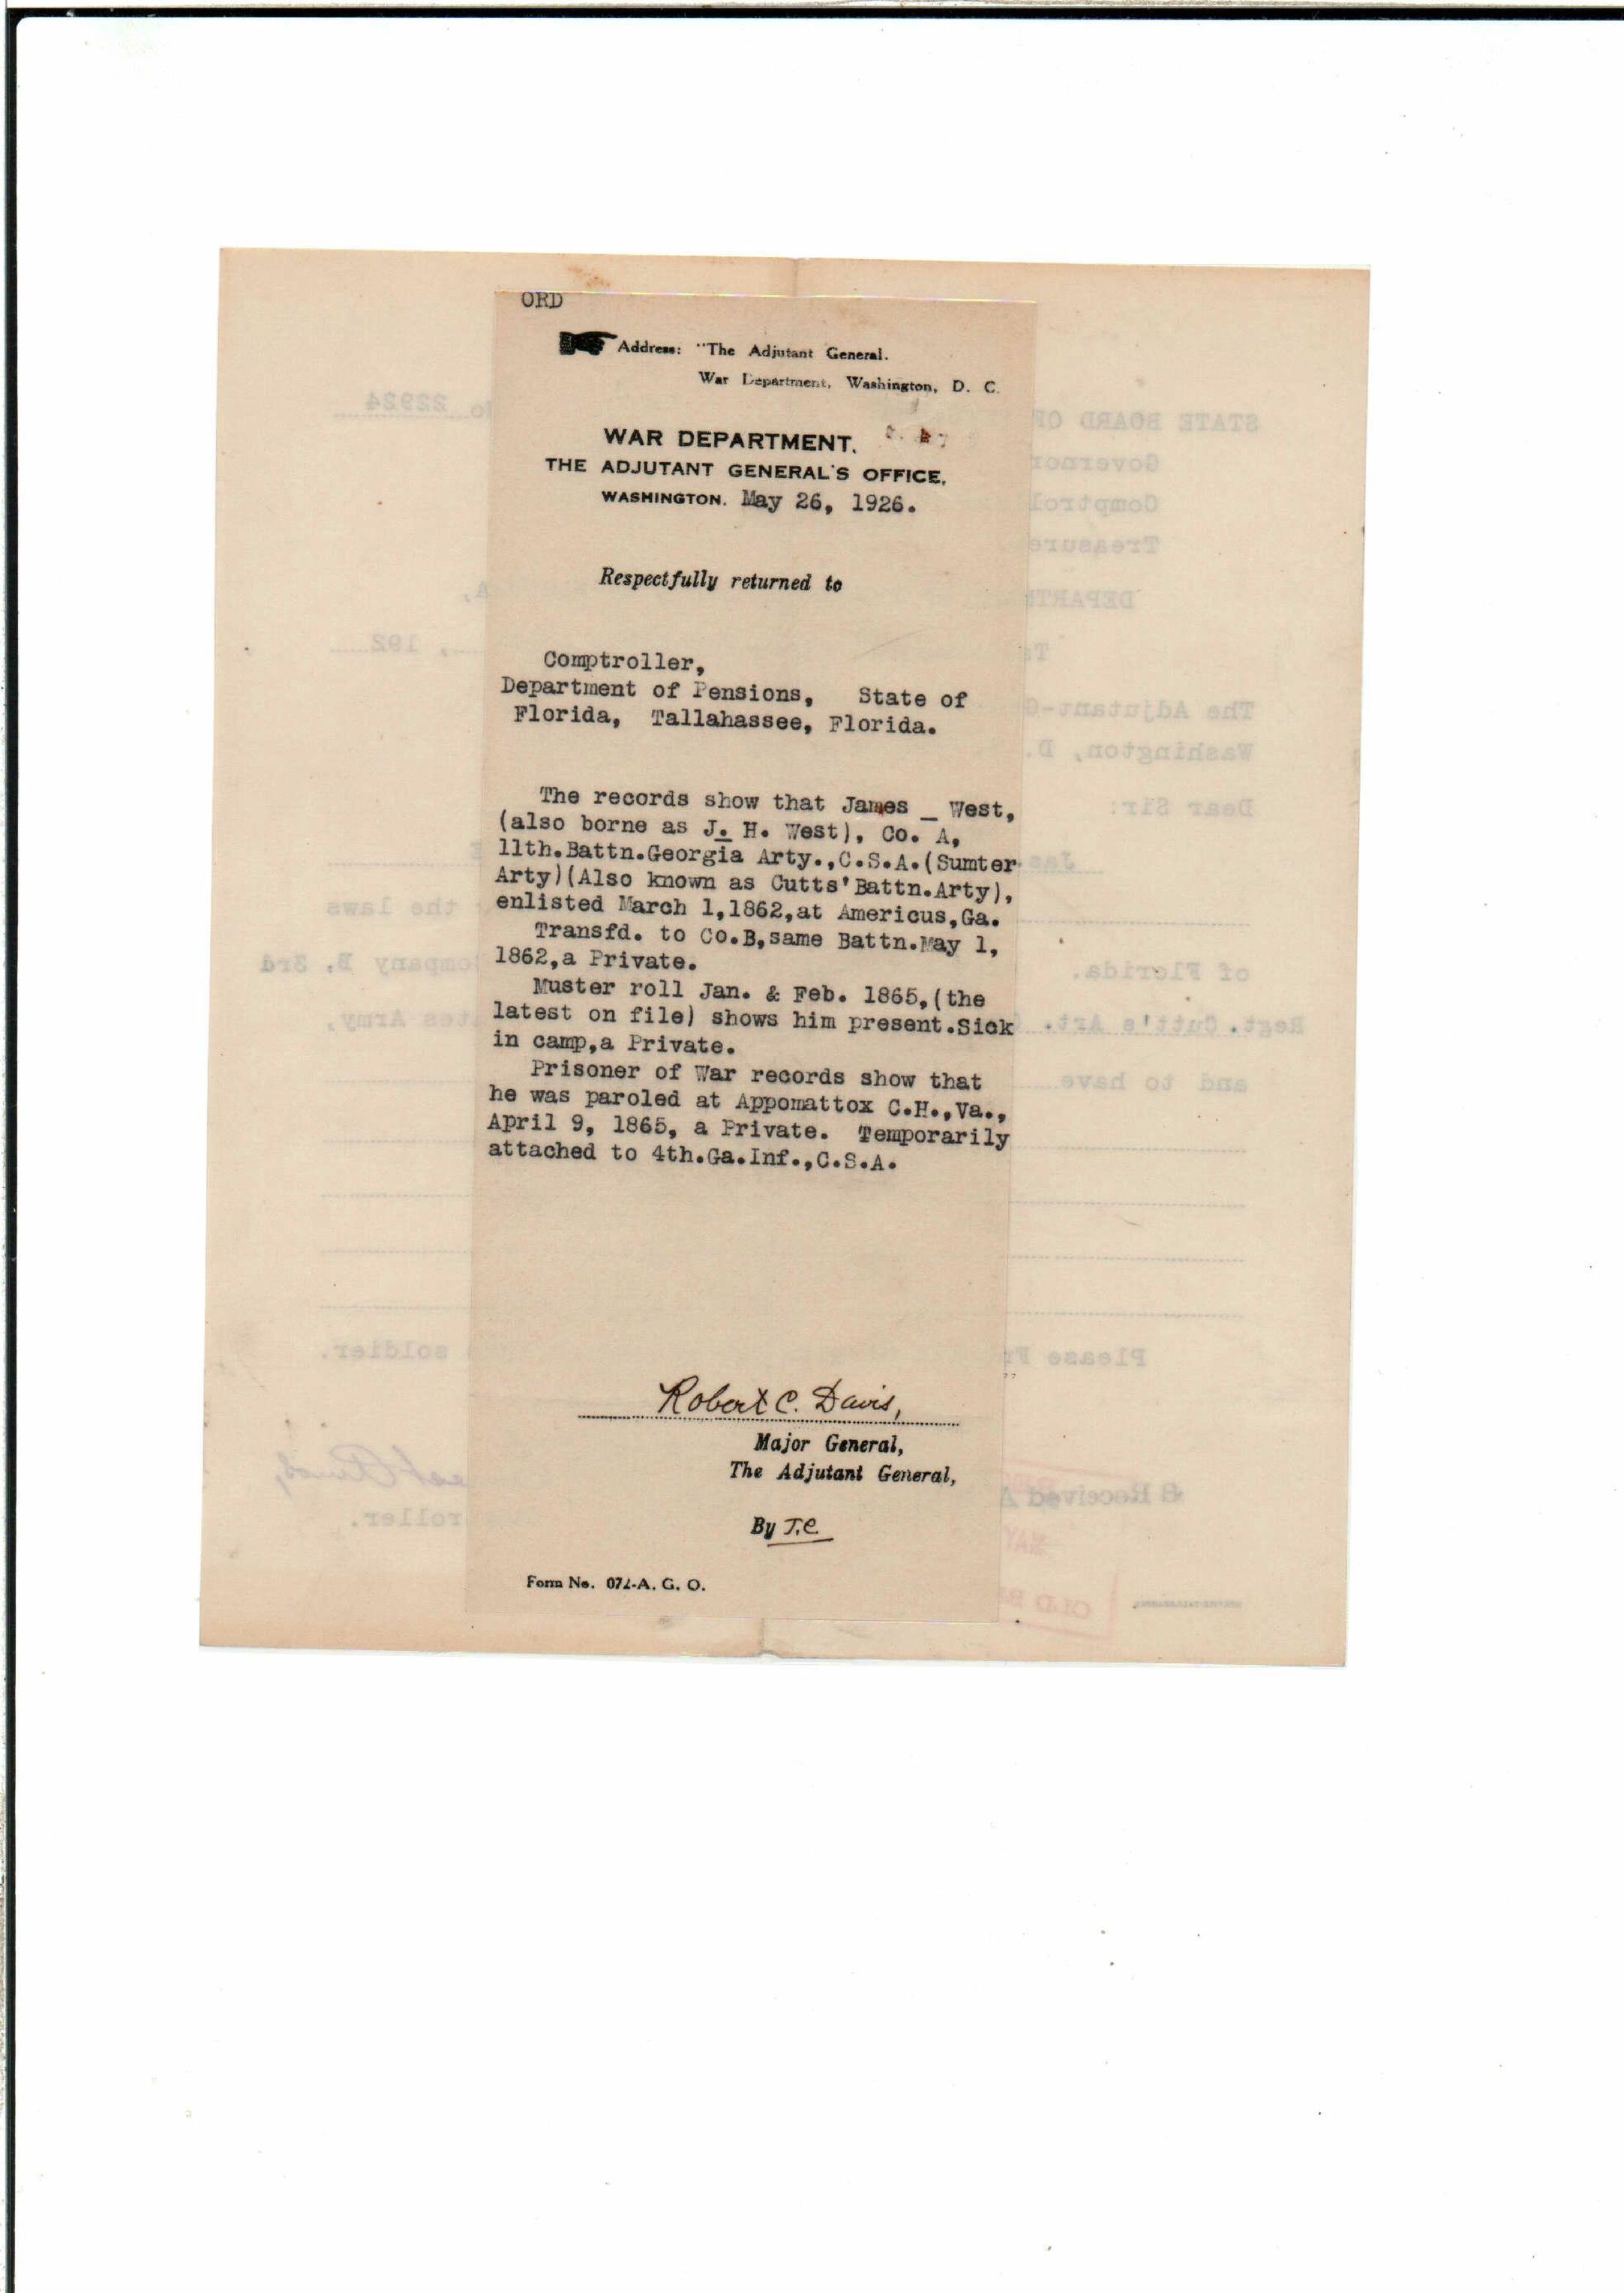 ORD
Address: "The Adjutant General.
War Department, Washington, D. C.
WAR DEPARTMENT.
THE ADJUTANT GENERAL'S OFFICE,
WASHINGTON. May 26, 1926.
Respectfully returned to
Comptroller,
Department of Pensions, State of
Florida, Tallahassee, Florida.
The records show that James _ West,
(also borne as J. H. West), Co. A,
11th.Battn.Georgia Arty.,C.S.A.(Sumter
Arty)(Also known as Cutts'Battn.Arty),
enlisted March 1,1862,at Americus,Ga.
Transfd. to Co.B,same Battn.May 1,
1862,a Private.
Muster roll Jan. & Feb. 1865,(the
latest on file) shows him present.Sick
in camp,a Private.
Prisoner of War records show that
he was paroled at Appomattox C.H.,Va.,
April 9, 1865, a Private. Temporarily
attached to 4th.Ga.Inf.,C.S.A.
Robert C. Davis,
Major General,
The Adjutant General,
By J.C.
Form No. 072-A. G. O.